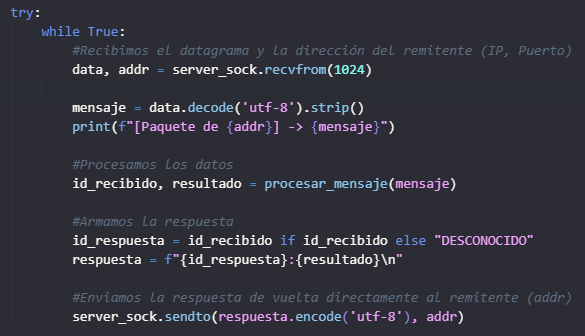 try:
while True:
#Recibimos el datagrama y la dirección del remitente (IP, Puerto)
data, addr = server_sock.recvfrom(1024)
mensaje = data.decode('utf-8').strip()
print(f"[Paquete de {addr}] -> {mensaje}")
#Procesamos los datos
id_recibido, resultado = procesar_mensaje(mensaje)
#Armamos la respuesta
id_respuesta = id_recibido if id_recibido else "DESCONOCIDO"
respuesta = f"{id_respuesta}:{resultado}\n"
#Enviamos la respuesta de vuelta directamente al remitente (addr)
server_sock.sendto(respuesta.encode('utf-8'), addr)